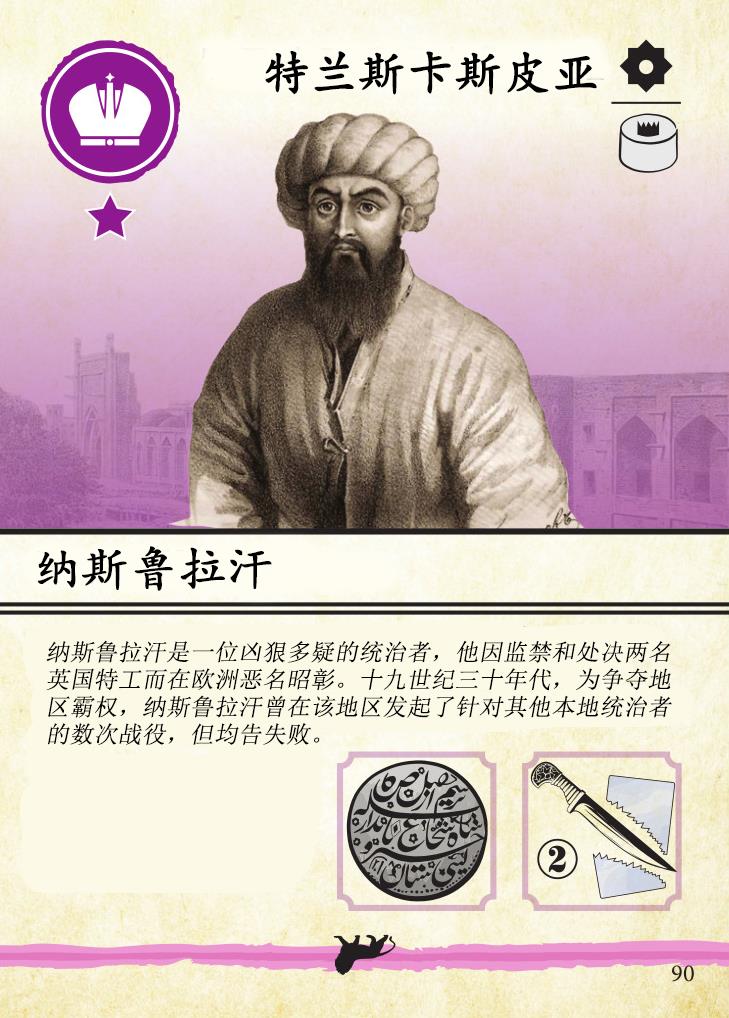 特兰斯卡斯皮亚
纳斯鲁拉汗
纳斯鲁拉汗是一位凶狠多疑的统治者，他因监禁和处决两名
英国特工而在欧洲恶名昭彰。十九世纪三十年代，为争夺地
区霸权，纳斯鲁拉汗曾在该地区发起了针对其他本地统治者
的数次战役，但均告失败。
2
90